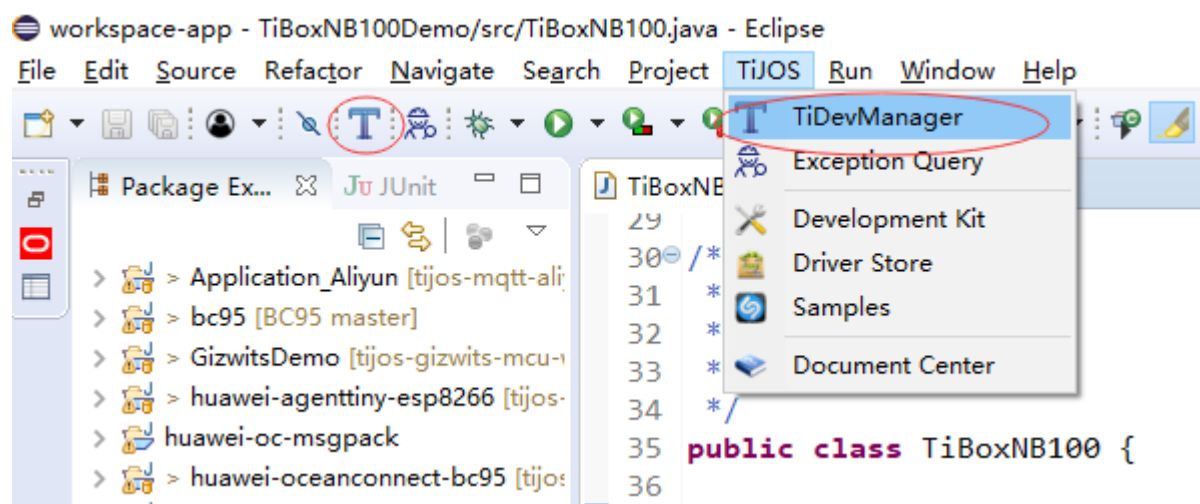 workspace-app - TiBoxNB100Demo/src/TiBoxNB100.java - Eclipse
File Edit Source Refactor Navigate Search Project TiJOS Run Window Help
TiDevManager
Exception Query
Development Kit
Driver Store
Samples
Document Center
Package Ex... JUnit
> Application_Aliyun [tijos-mqtt-ali
> bc95 [BC95 master]
> GizwitsDemo [tijos-gizwits-mcu-
> huawei-agenttiny-esp8266 [tijos-
huawei-oc-msgpack
> huawei-oceanconnect-bc95 [tijos
TiBoxNB
29
30 /*
31 *
32 *
33 *
34 */
35 public class TiBoxNB100 {
36